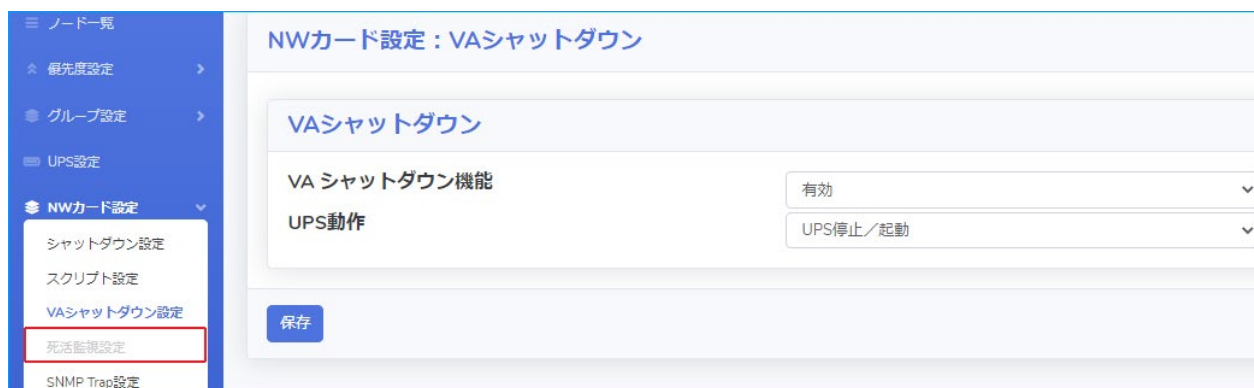 ノード一覧
優先度設定
グループ設定
UPS設定
NWカード設定
シャットダウン設定
スクリプト設定
VAシャットダウン設定
死活監視設定
SNMP Trap設定
NWカード設定：VAシャットダウン
VAシャットダウン
VA シャットダウン機能
有効
UPS動作
UPS停止／起動
保存